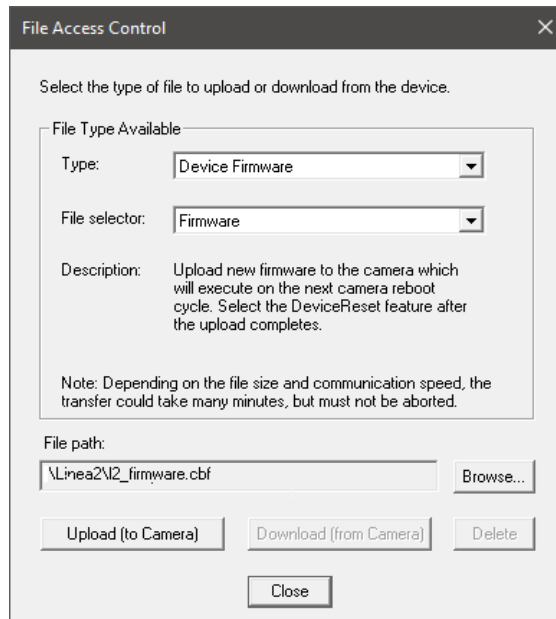 File Access Control
Select the type of file to upload or download from the device.
File Type Available
Type: Device Firmware
File selector: Firmware
Description: Upload new firmware to the camera which
will execute on the next camera reboot
cycle. Select the DeviceReset feature after
the upload completes.
Note: Depending on the file size and communication speed, the
transfer could take many minutes, but must not be aborted.
File path:
\Linea2\l2_firmware.cbf Browse...
Upload (to Camera) Download (from Camera) Delete
Close